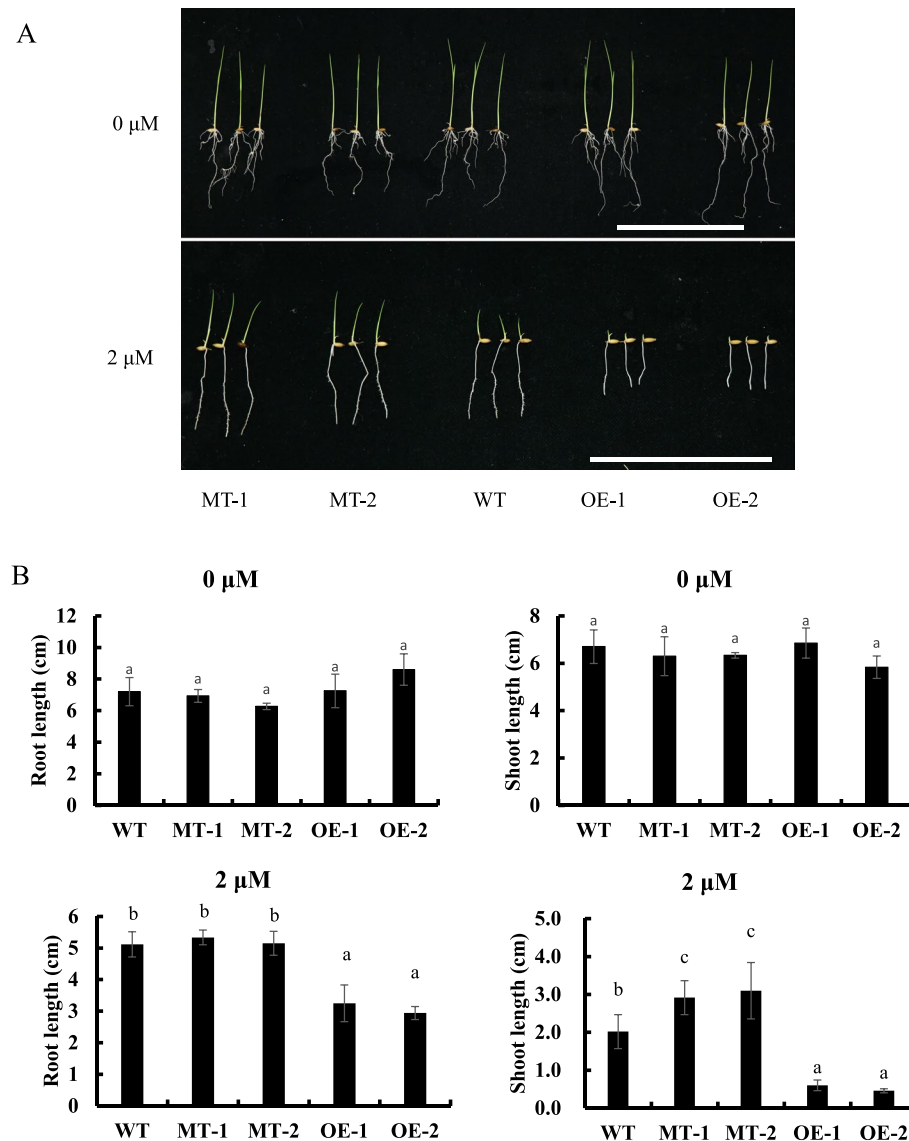 A
0 μM
2 μM
MT-1 MT-2 WT OE-1 OE-2
B
0 μM
Root length (cm)
12
10
8
6
4
2
0
a a a a a
WT MT-1 MT-2 OE-1 OE-2
0 μM
Shoot length (cm)
8
6
4
2
0
a a a a a
WT MT-1 MT-2 OE-1 OE-2
2 μM
Root length (cm)
6
5
4
3
2
1
0
b b b a a
WT MT-1 MT-2 OE-1 OE-2
2 μM
Shoot length (cm)
5.0
4.0
3.0
2.0
1.0
0.0
b c c a a
WT MT-1 MT-2 OE-1 OE-2